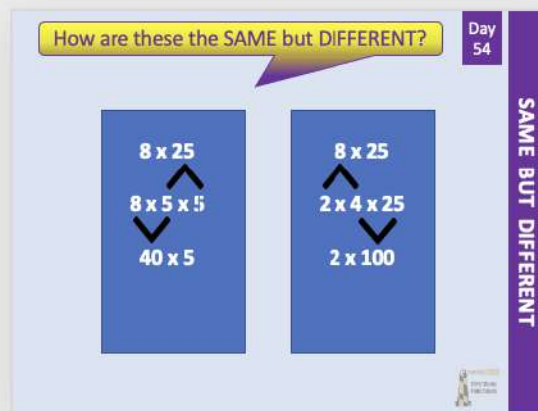 How are these the SAME but DIFFERENT?
Day
54
8 x 25
8 x 5 x 5
40 x 5
8 x 25
2 x 4 x 25
2 x 100
SAME BUT DIFFERENT